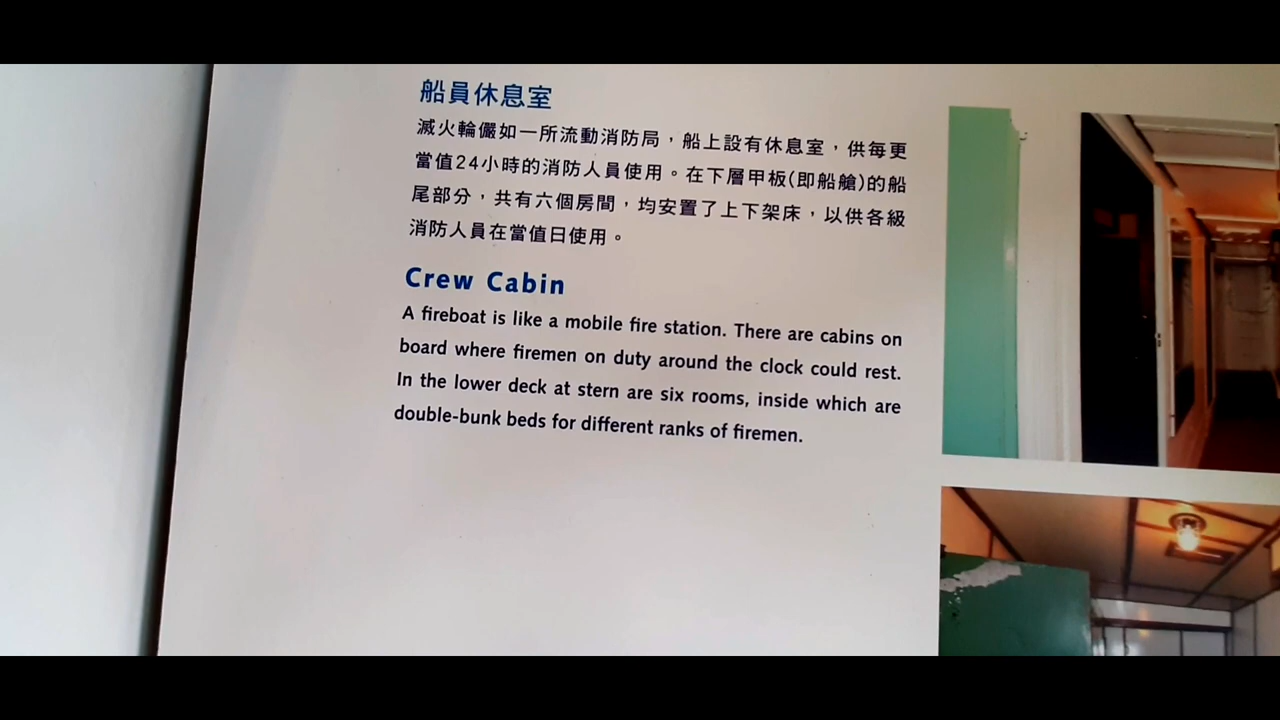 船員休息室
滅火輪儼如一所流動消防局，船上設有休息室，供每更
當值24小時的消防人員使用。在下層甲板(即船艙)的船
尾部分，共有六個房間，均安置了上下架床，以供各級
消防人員在當值日使用。
Crew Cabin
A fireboat is like a mobile fire station. There are cabins on
board where firemen on duty around the clock could rest.
In the lower deck at stern are six rooms, inside which are
double-bunk beds for different ranks of firemen.